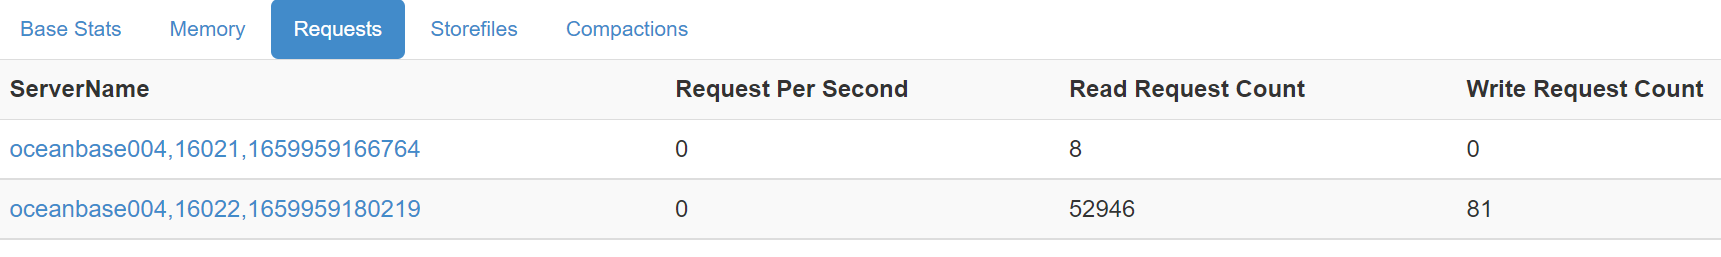 Base Stats Memory Requests Storefiles Compactions
ServerName Request Per Second Read Request Count Write Request Count
oceanbase004,16021,1659959166764 0 8 0
oceanbase004,16022,1659959180219 0 52946 81